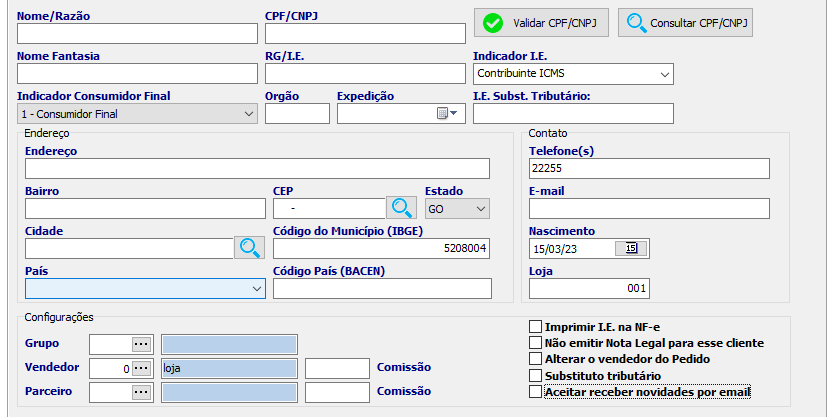 Nome/Razão CPF/CNPJ Validar CPF/CNPJ Consultar CPF/CNPJ
Nome Fantasia RG/I.E. Indicador I.E.
Contribuinte ICMS
Indicador Consumidor Final Orgão Expedição I.E. Subst. Tributário:
1 - Consumidor Final
Endereço
Endereço
Bairro CEP Estado
- GO
Cidade Código do Município (IBGE)
5208004
País Código País (BACEN)
Contato
Telefone(s)
22255
E-mail
Nascimento
15/03/23 15
Loja
001
Configurações
Grupo ...
Vendedor 0 ... loja Comissão
Parceiro ... Comissão
Imprimir I.E. na NF-e
Não emitir Nota Legal para esse cliente
Alterar o vendedor do Pedido
Substituto tributário
Aceitar receber novidades por email